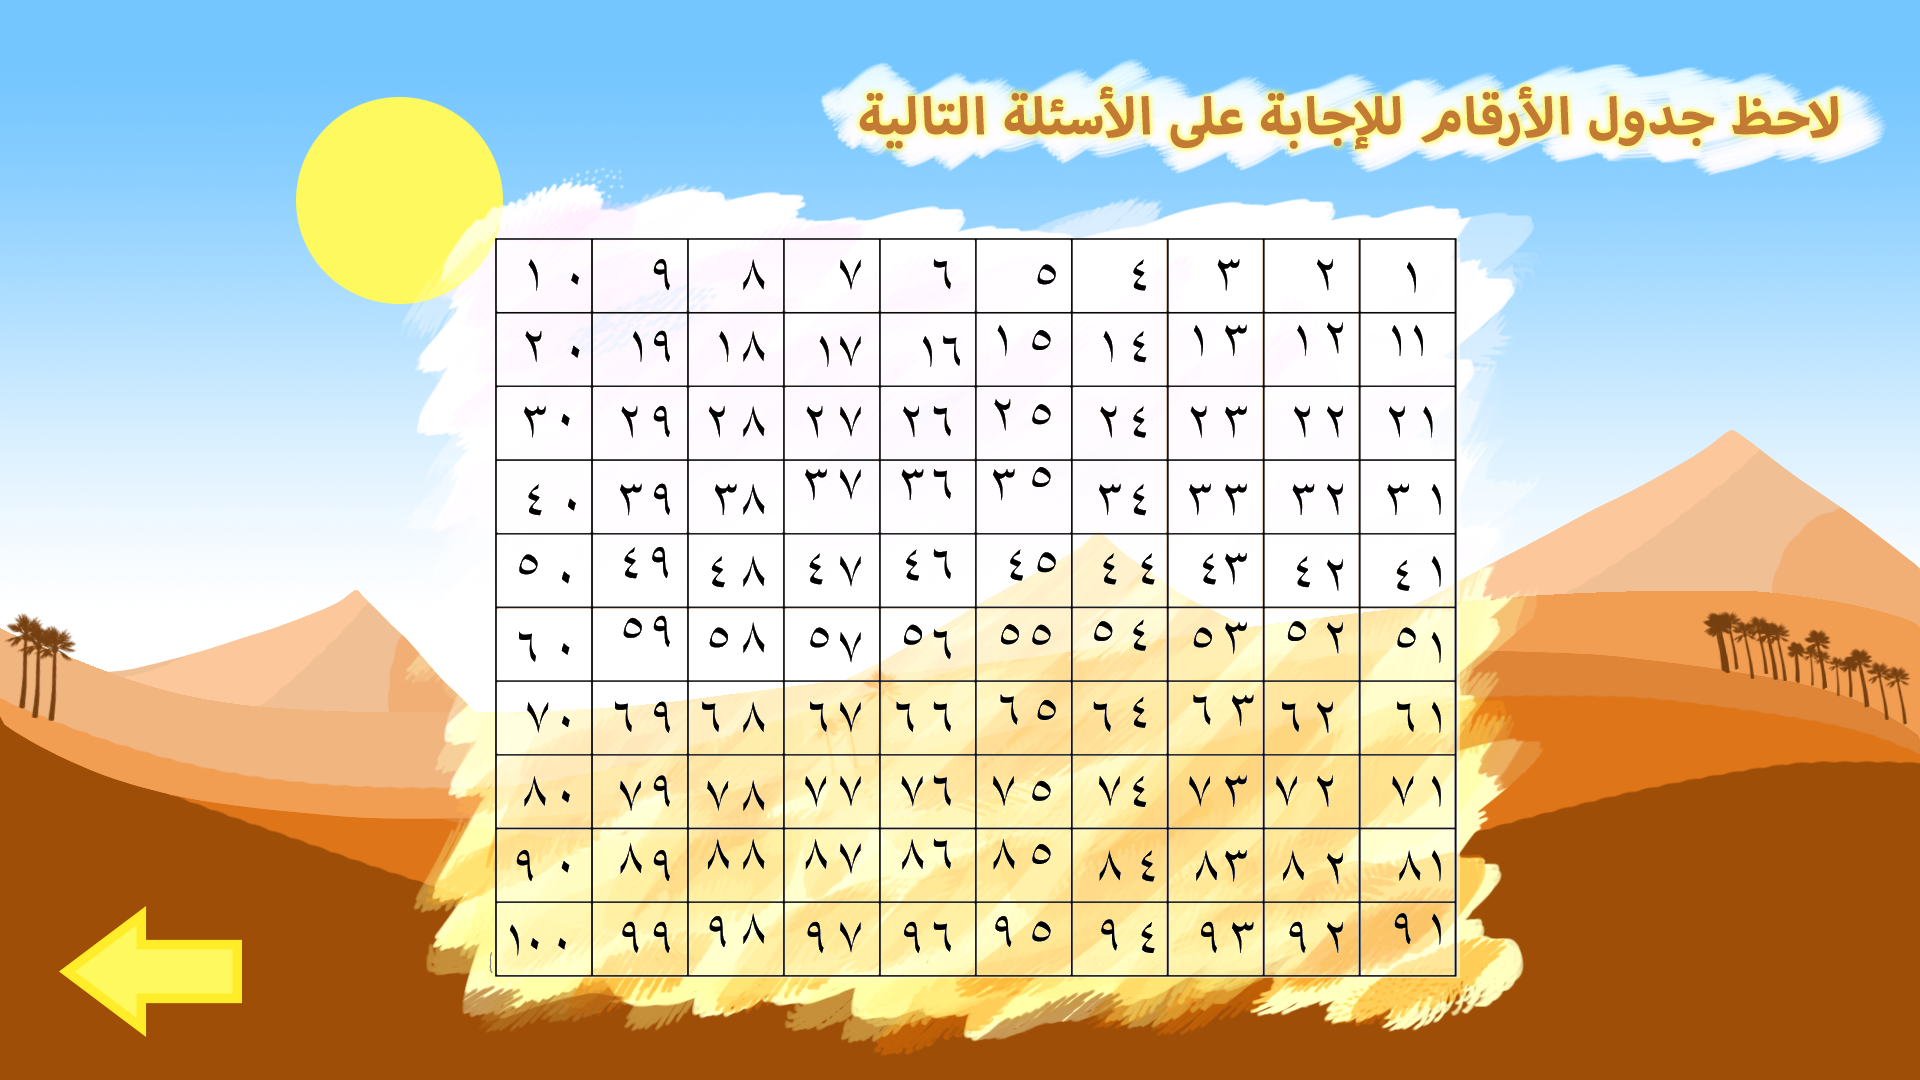 لاحظ جدول الأرقام للإجابة على الأسئلة التالية
١ ٢ ٣ ٤ ٥ ٦ ٧ ٨ ٩ ١٠
١١ ١٢ ١٣ ١٤ ١٥ ١٦ ١٧ ١٨ ١٩ ٢٠
٢١ ٢٢ ٢٣ ٢٤ ٢٥ ٢٦ ٢٧ ٢٨ ٢٩ ٣٠
٣١ ٣٢ ٣٣ ٣٤ ٣٥ ٣٦ ٣٧ ٣٨ ٣٩ ٤٠
٤١ ٤٢ ٤٣ ٤٤ ٤٥ ٤٦ ٤٧ ٤٨ ٤٩ ٥٠
٥١ ٥٢ ٥٣ ٥٤ ٥٥ ٥٦ ٥٧ ٥٨ ٥٩ ٦٠
٦١ ٦٢ ٦٣ ٦٤ ٦٥ ٦٦ ٦٧ ٦٨ ٦٩ ٧٠
٧١ ٧٢ ٧٣ ٧٤ ٧٥ ٧٦ ٧٧ ٧٨ ٧٩ ٨٠
٨١ ٨٢ ٨٣ ٨٤ ٨٥ ٨٦ ٨٧ ٨٨ ٨٩ ٩٠
٩١ ٩٢ ٩٣ ٩٤ ٩٥ ٩٦ ٩٧ ٩٨ ٩٩ ١٠٠